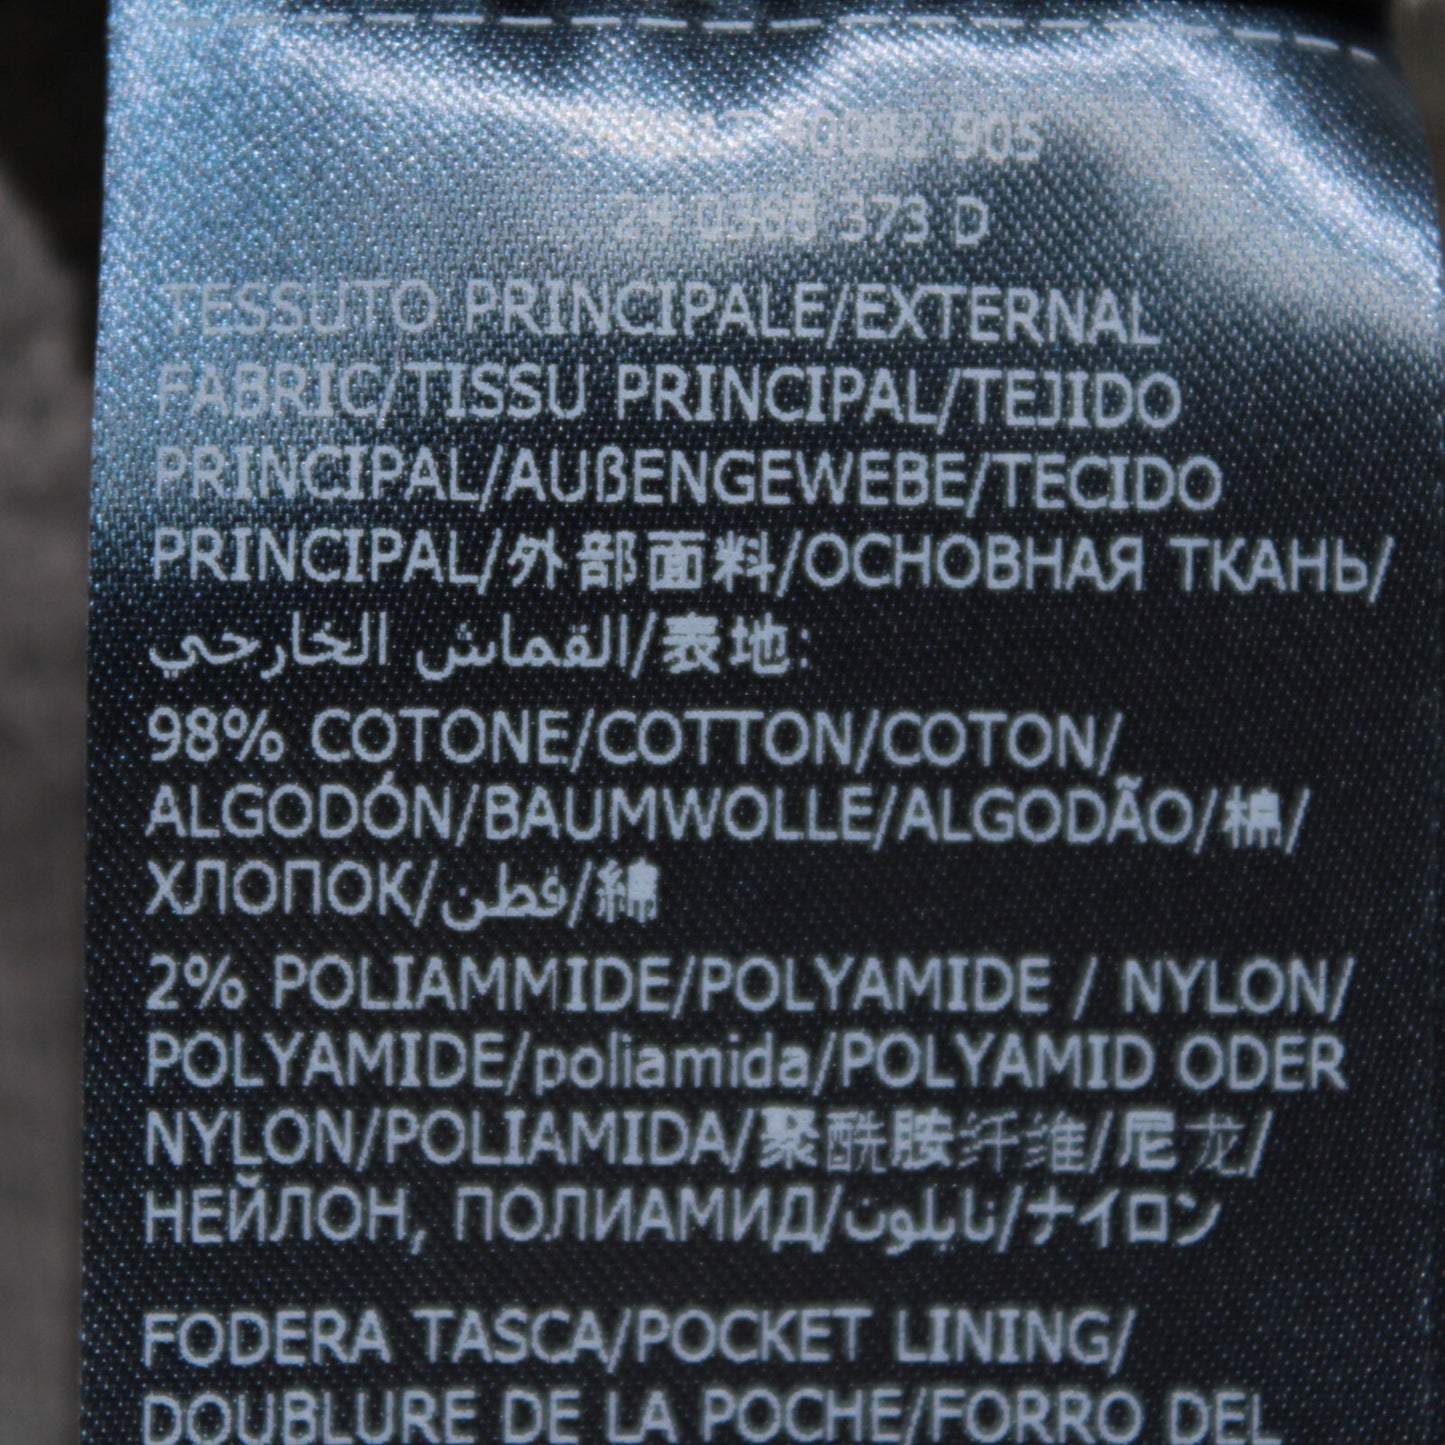 905
373 D
TESSUTO PRINCIPALE/EXTERNAL
FABRIC/TISSU PRINCIPAL/TEJIDO
PRINCIPAL/AUßENGEWEBE/TECIDO
PRINCIPAL/外部面料/ОСНОВНАЯ ТКАНЬ/
القماش الخارجي/表地:
98% COTONE/COTTON/COTON/
ALGODÓN/BAUMWOLLE/ALGODÃO/棉/
ХЛОПОК/قطن/綿
2% POLIAMMIDE/POLYAMIDE / NYLON/
POLYAMIDE/poliamida/POLYAMID ODER
NYLON/POLIAMIDA/聚酰胺纤维/尼龙/
НЕЙЛОН, ПОЛИАМИД/نايلون/ナイロン
FODERA TASCA/POCKET LINING/
DOUBLURE DE LA POCHE/FORRO DEL